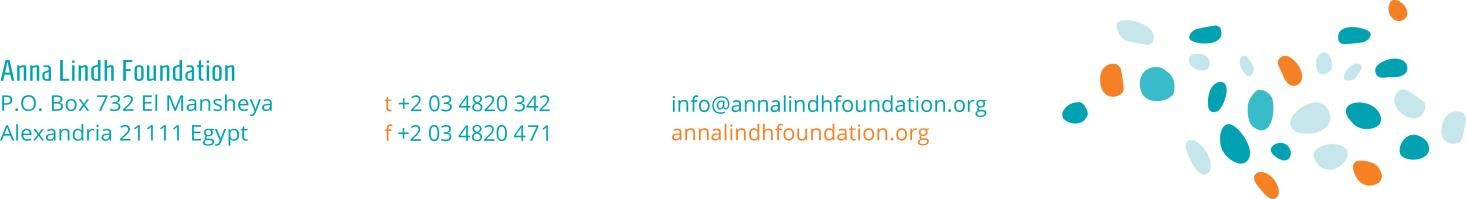 Anna Lindh Foundation
P.O. Box 732 El Mansheya
Alexandria 21111 Egypt
t +2 03 4820 342
f +2 03 4820 471
info@annalindhfoundation.org
annalindhfoundation.org